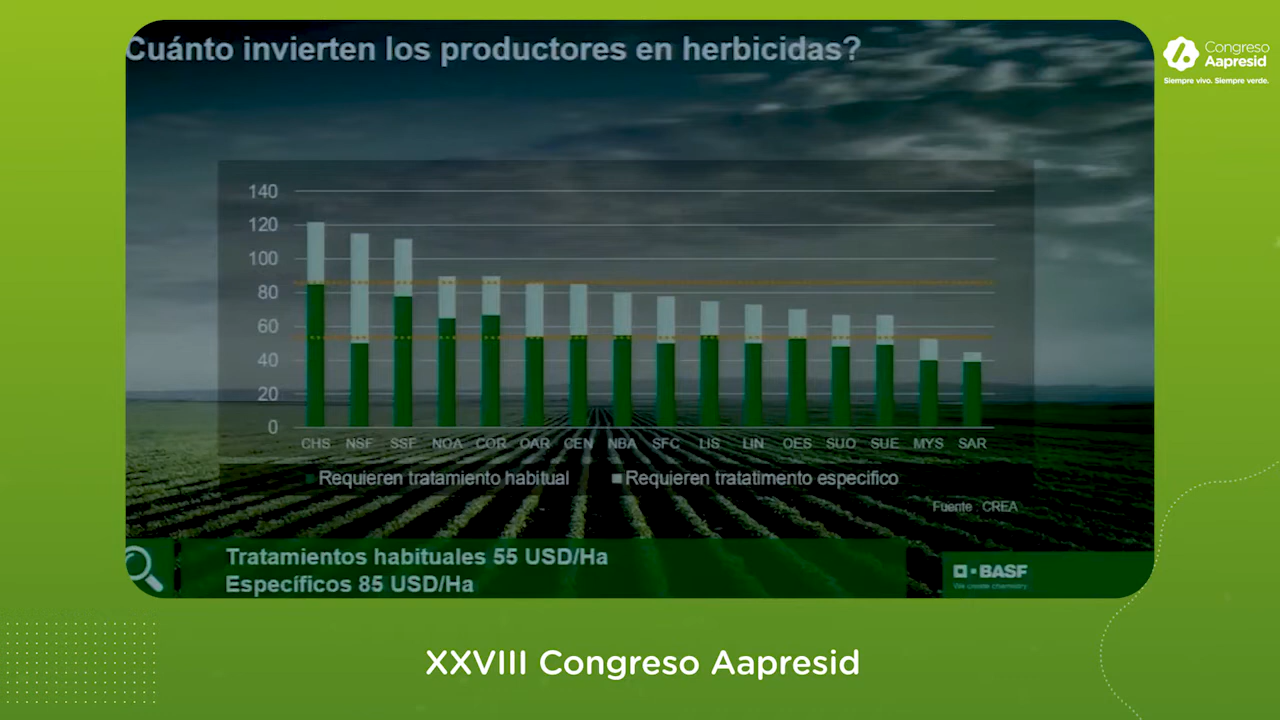 Cuánto invierten los productores en herbicidas?
Congreso
Aapresid
Siempre vivo. Siempre verde.
140
120
100
80
60
40
20
0
CHS NSF SSF NOA COR OAR CEN NBA SFC LIS LIN OES SUO SUE MYS SAR
Requieren tratamiento habitual Requieren tratatimento especifico
Fuente : CREA
Tratamientos habituales 55 USD/Ha
Específicos 85 USD/Ha
BASF
We create chemistry
XXVIII Congreso Aapresid